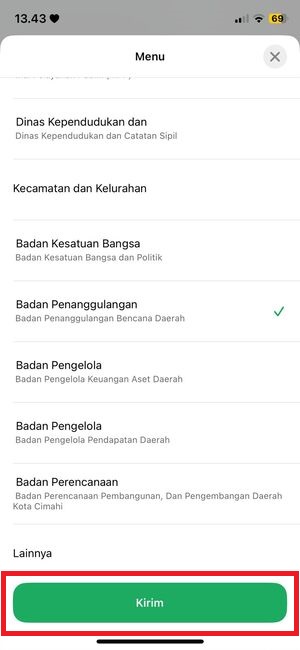 13.43
69
Menu
Dinas Kependudukan dan
Dinas Kependudukan dan Catatan Sipil
Kecamatan dan Kelurahan
Badan Kesatuan Bangsa
Badan Kesatuan Bangsa dan Politik
Badan Penanggulangan
Badan Penanggulangan Bencana Daerah
Badan Pengelola
Badan Pengelola Keuangan Aset Daerah
Badan Pengelola
Badan Pengelola Pendapatan Daerah
Badan Perencanaan
Badan Perencanaan Pembangunan, Dan Pengembangan Daerah
Kota Cimahi
Lainnya
Kirim